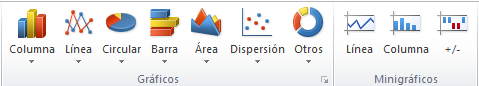 Columna Línea Circular Barra Área Dispersión Otros Línea Columna +/-
Gráficos Minigráficos